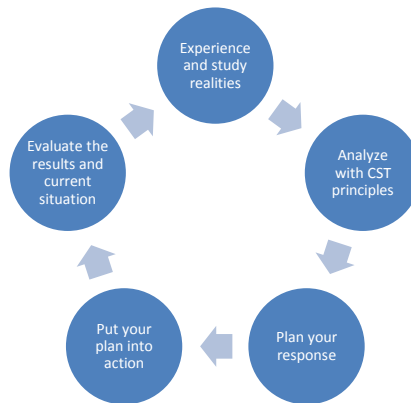 Experience
and study
realities
Analyze
with CST
principles
Plan your
response
Put your
plan into
action
Evaluate the
results and
current
situation